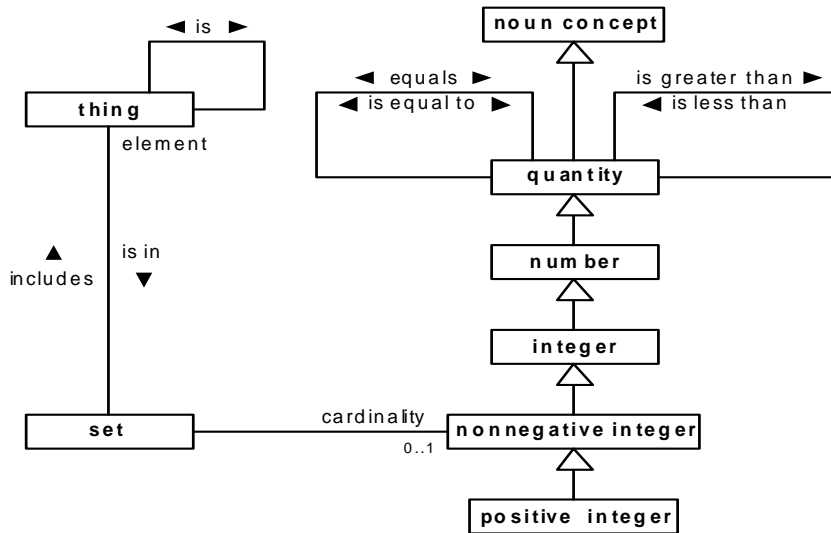 noun concept
◄ is ►
◄ equals ►
◄ is equal to ►
is greater than ►
◄ is less than
thing
element
quantity
▲
includes
is in
▼
number
integer
cardinality
set
nonnegative integer
0..1
positive integer